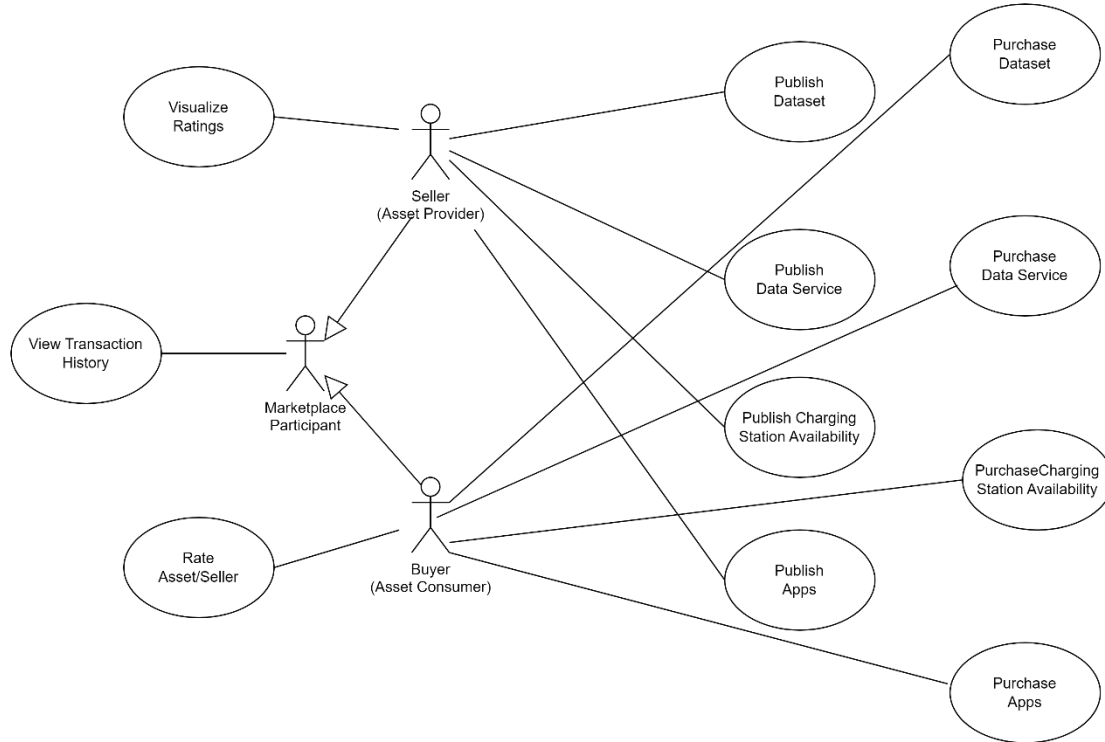 Purchase
Dataset
Publish
Dataset
Visualize
Ratings
Seller
(Asset Provider)
Purchase
Data Service
Publish
Data Service
View Transaction
History
Marketplace
Participant
Publish Charging
Station Availability
PurchaseCharging
Station Availability
Rate
Asset/Seller
Buyer
(Asset Consumer)
Publish
Apps
Purchase
Apps